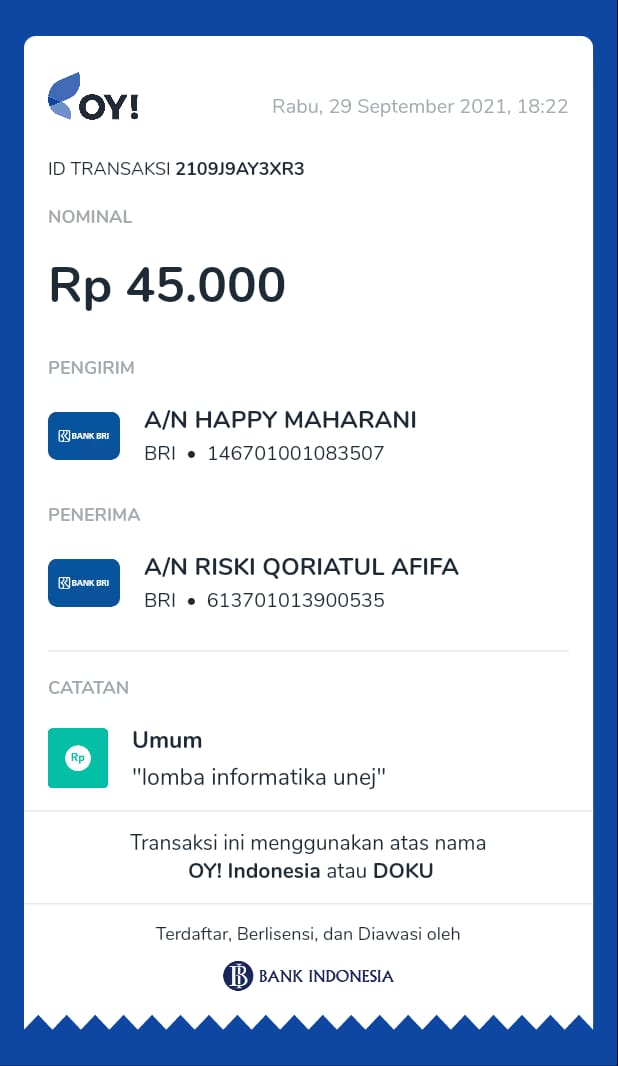 OY!
Rabu, 29 September 2021, 18:22
ID TRANSAKSI 2109J9AY3XR3
NOMINAL
Rp 45.000
PENGIRIM
BANK BRI
A/N HAPPY MAHARANI
BRI • 146701001083507
PENERIMA
BANK BRI
A/N RISKI QORIATUL AFIFA
BRI • 613701013900535
CATATAN
Rp
Umum
"lomba informatika unej"
Transaksi ini menggunakan atas nama
OY! Indonesia atau DOKU
Terdaftar, Berlisensi, dan Diawasi oleh
BANK INDONESIA